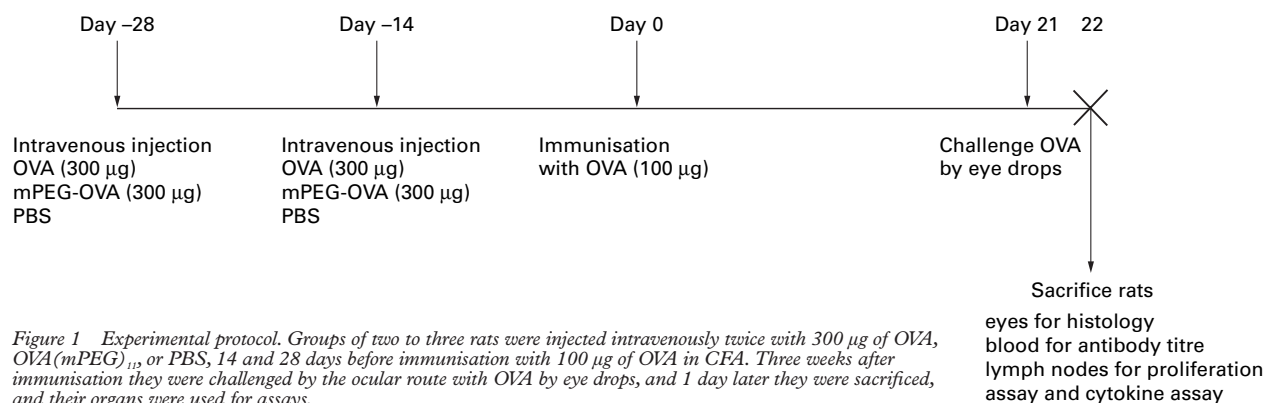 Day –28
Day –14
Day 0
Day 21 22
Intravenous injection
OVA (300 µg)
mPEG-OVA (300 µg)
PBS
Intravenous injection
OVA (300 µg)
mPEG-OVA (300 µg)
PBS
Immunisation
with OVA (100 µg)
Challenge OVA
by eye drops
Sacrifice rats
eyes for histology
blood for antibody titre
lymph nodes for proliferation
assay and cytokine assay
Figure 1 Experimental protocol. Groups of two to three rats were injected intravenously twice with 300 µg of OVA,
OVA(mPEG)₁₁, or PBS, 14 and 28 days before immunisation with 100 µg of OVA in CFA. Three weeks after
immunisation they were challenged by the ocular route with OVA by eye drops, and 1 day later they were sacrificed,
and their organs were used for assays.